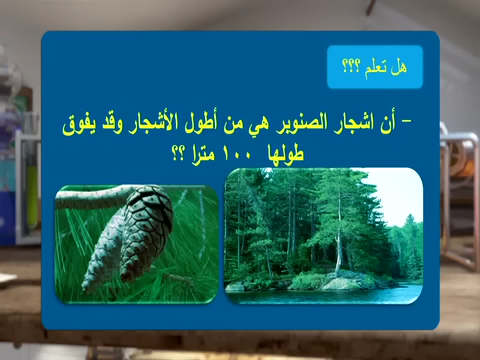 هل تعلم ؟؟؟
- أن اشجار الصنوبر هي من أطول الأشجار وقد يفوق
طولها ١٠٠ مترا ؟؟